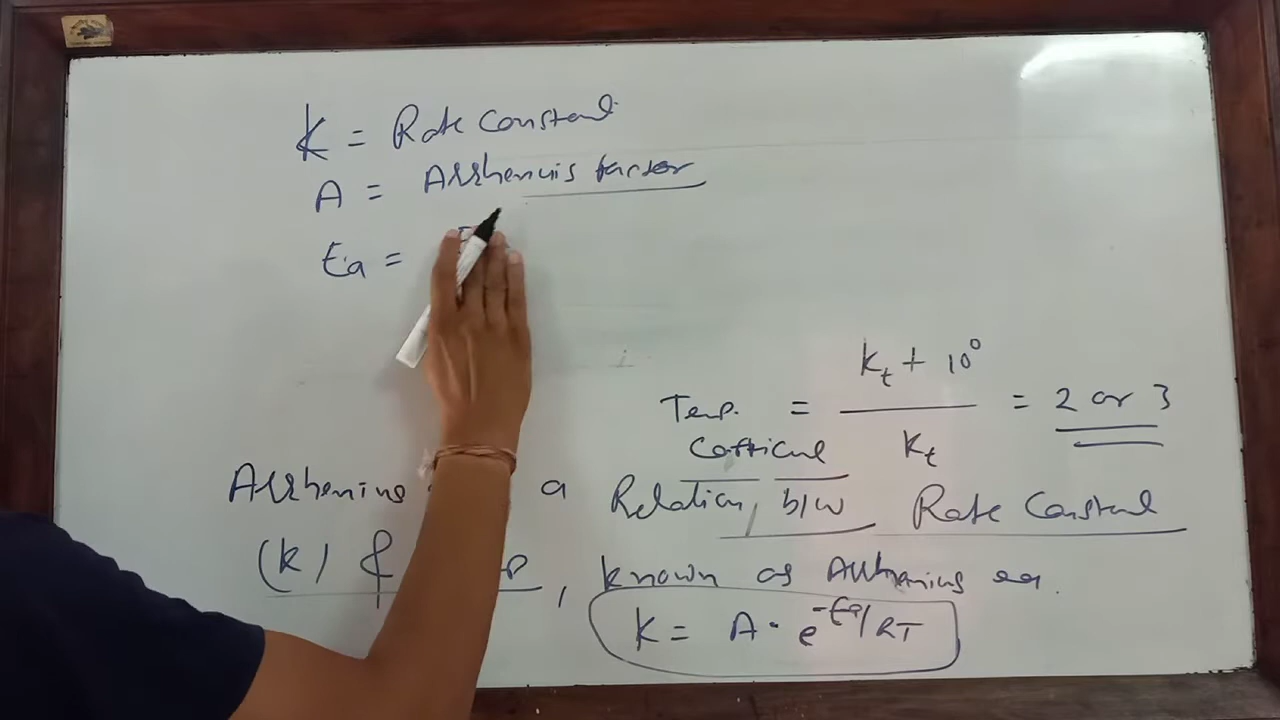 K = Rate Constant
A = Arrhenius factor
Ea =
Temp. = kt + 10° / kt = 2 or 3
Arrhenius a Relation b/w Rate Constant
(k) & , known as Arrhenius eq.
K = A · e^-Ea/RT